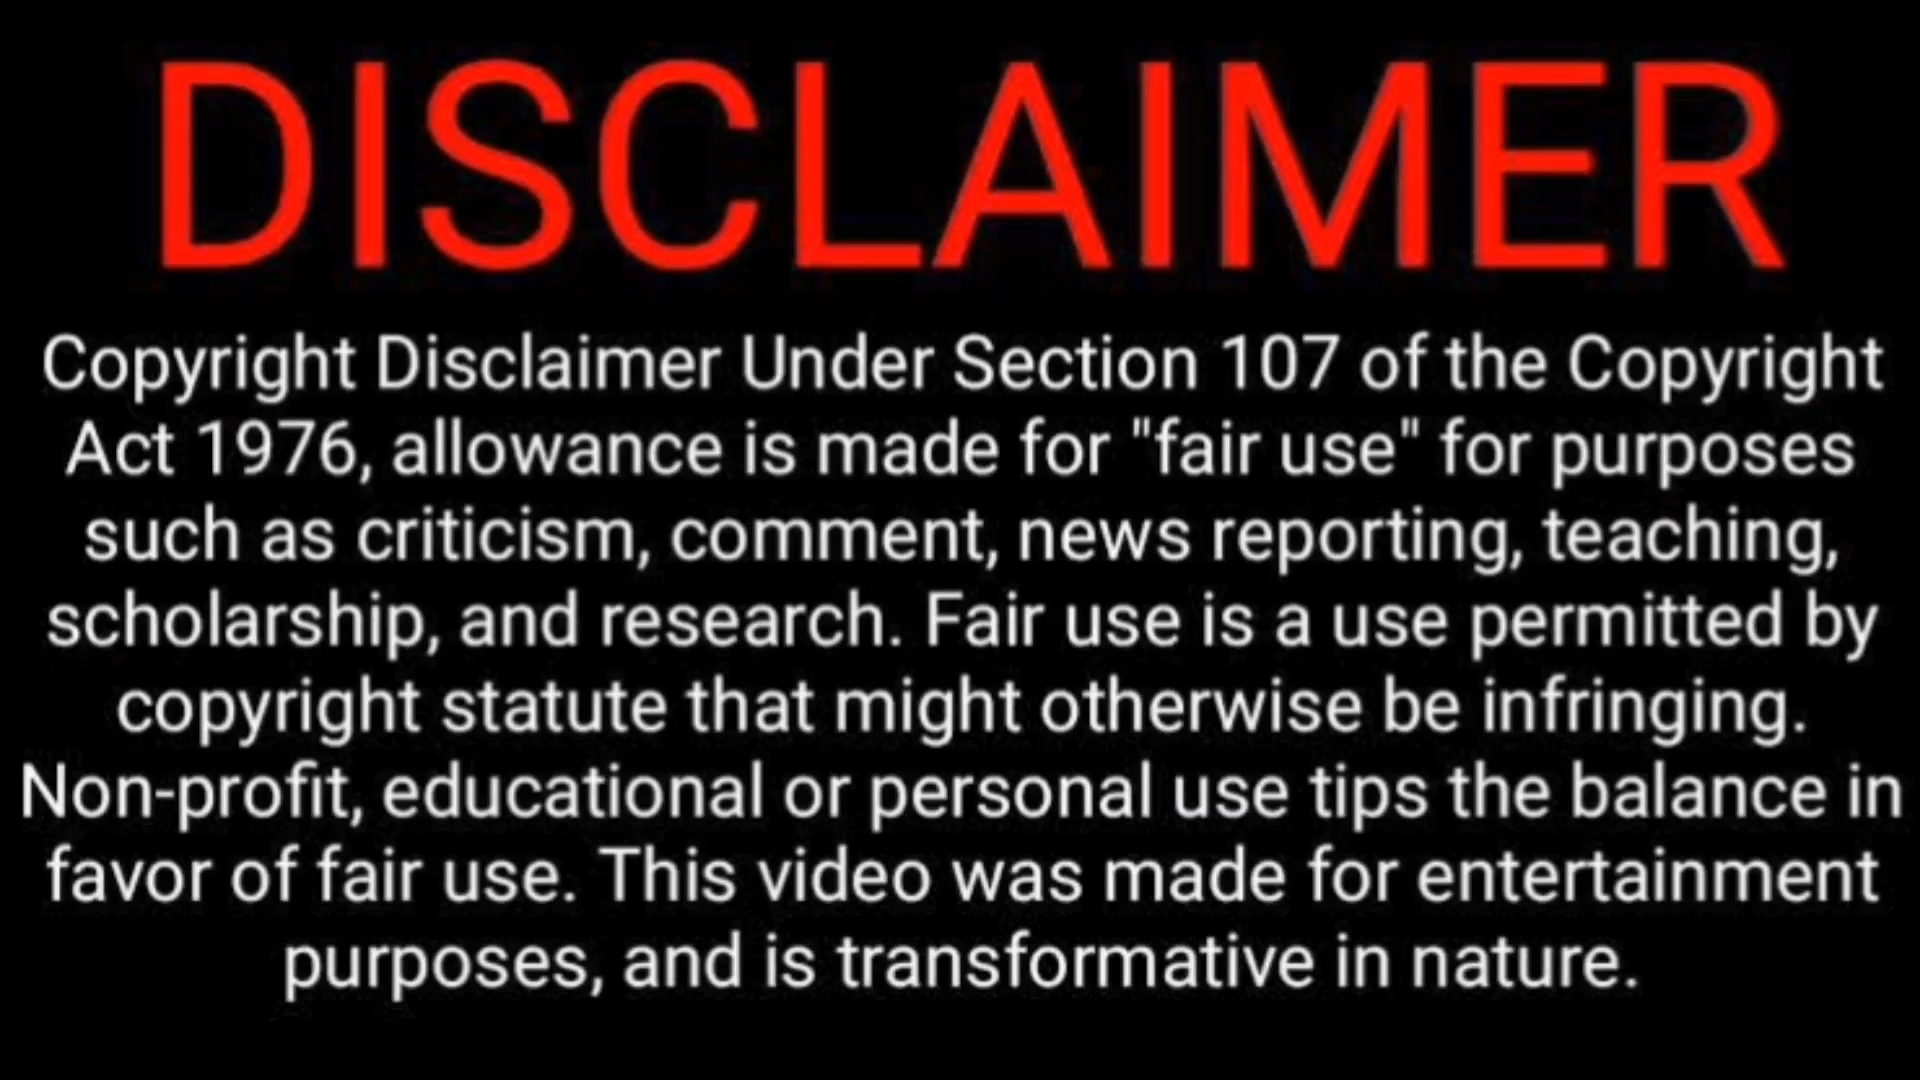 DISCLAIMER
Copyright Disclaimer Under Section 107 of the Copyright
Act 1976, allowance is made for "fair use" for purposes
such as criticism, comment, news reporting, teaching,
scholarship, and research. Fair use is a use permitted by
copyright statute that might otherwise be infringing.
Non-profit, educational or personal use tips the balance in
favor of fair use. This video was made for entertainment
purposes, and is transformative in nature.